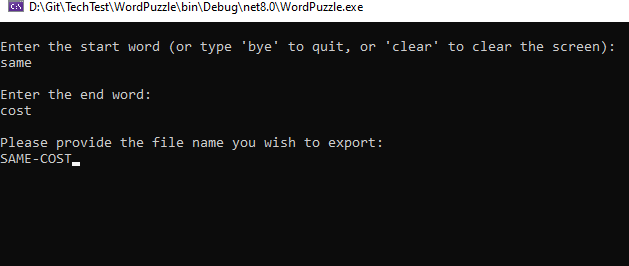 D:\Git\TechTest\WordPuzzle\bin\Debug\net8.0\WordPuzzle.exe
Enter the start word (or type 'bye' to quit, or 'clear' to clear the screen):
same
Enter the end word:
cost
Please provide the file name you wish to export:
SAME-COST